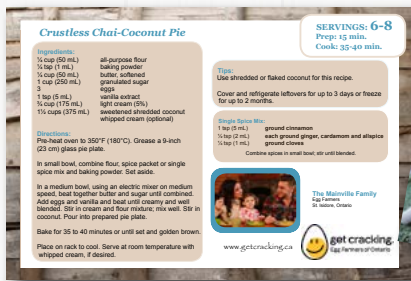 Crustless Chai-Coconut Pie
SERVINGS: 6-8
Prep: 15 min.
Cook: 35-40 min.
Ingredients:
¼ cup (50 mL) all-purpose flour
¼ tsp (1 mL) baking powder
¼ cup (50 mL) butter, softened
1 cup (250 mL) granulated sugar
3 eggs
1 tsp (5 mL) vanilla extract
¾ cup (175 mL) light cream (5%)
1½ cups (375 mL) sweetened shredded coconut
whipped cream (optional)
Directions:
Pre-heat oven to 350°F (180°C). Grease a 9-inch
(23 cm) glass pie plate.
In small bowl, combine flour, spice packet or single
spice mix and baking powder. Set aside.
In a medium bowl, using an electric mixer on medium
speed, beat together butter and sugar until combined.
Add eggs and vanilla and beat until creamy and well
blended. Stir in cream and flour mixture; mix well. Stir in
coconut. Pour into prepared pie plate.
Bake for 35 to 40 minutes or until set and golden brown.
Place on rack to cool. Serve at room temperature with
whipped cream, if desired.
Tips:
Use shredded or flaked coconut for this recipe.
Cover and refrigerate leftovers for up to 3 days or freeze
for up to 2 months.
Single Spice Mix:
1 tsp (5 mL) ground cinnamon
½ tsp (2 mL) each ground ginger, cardamom and allspice
¼ tsp (1 mL) ground cloves
Combine spices in small bowl; stir until blended.
The Mainville Family
Egg Farmers
St. Isidore, Ontario
www.getcracking.ca
get cracking.
Egg Farmers of Ontario